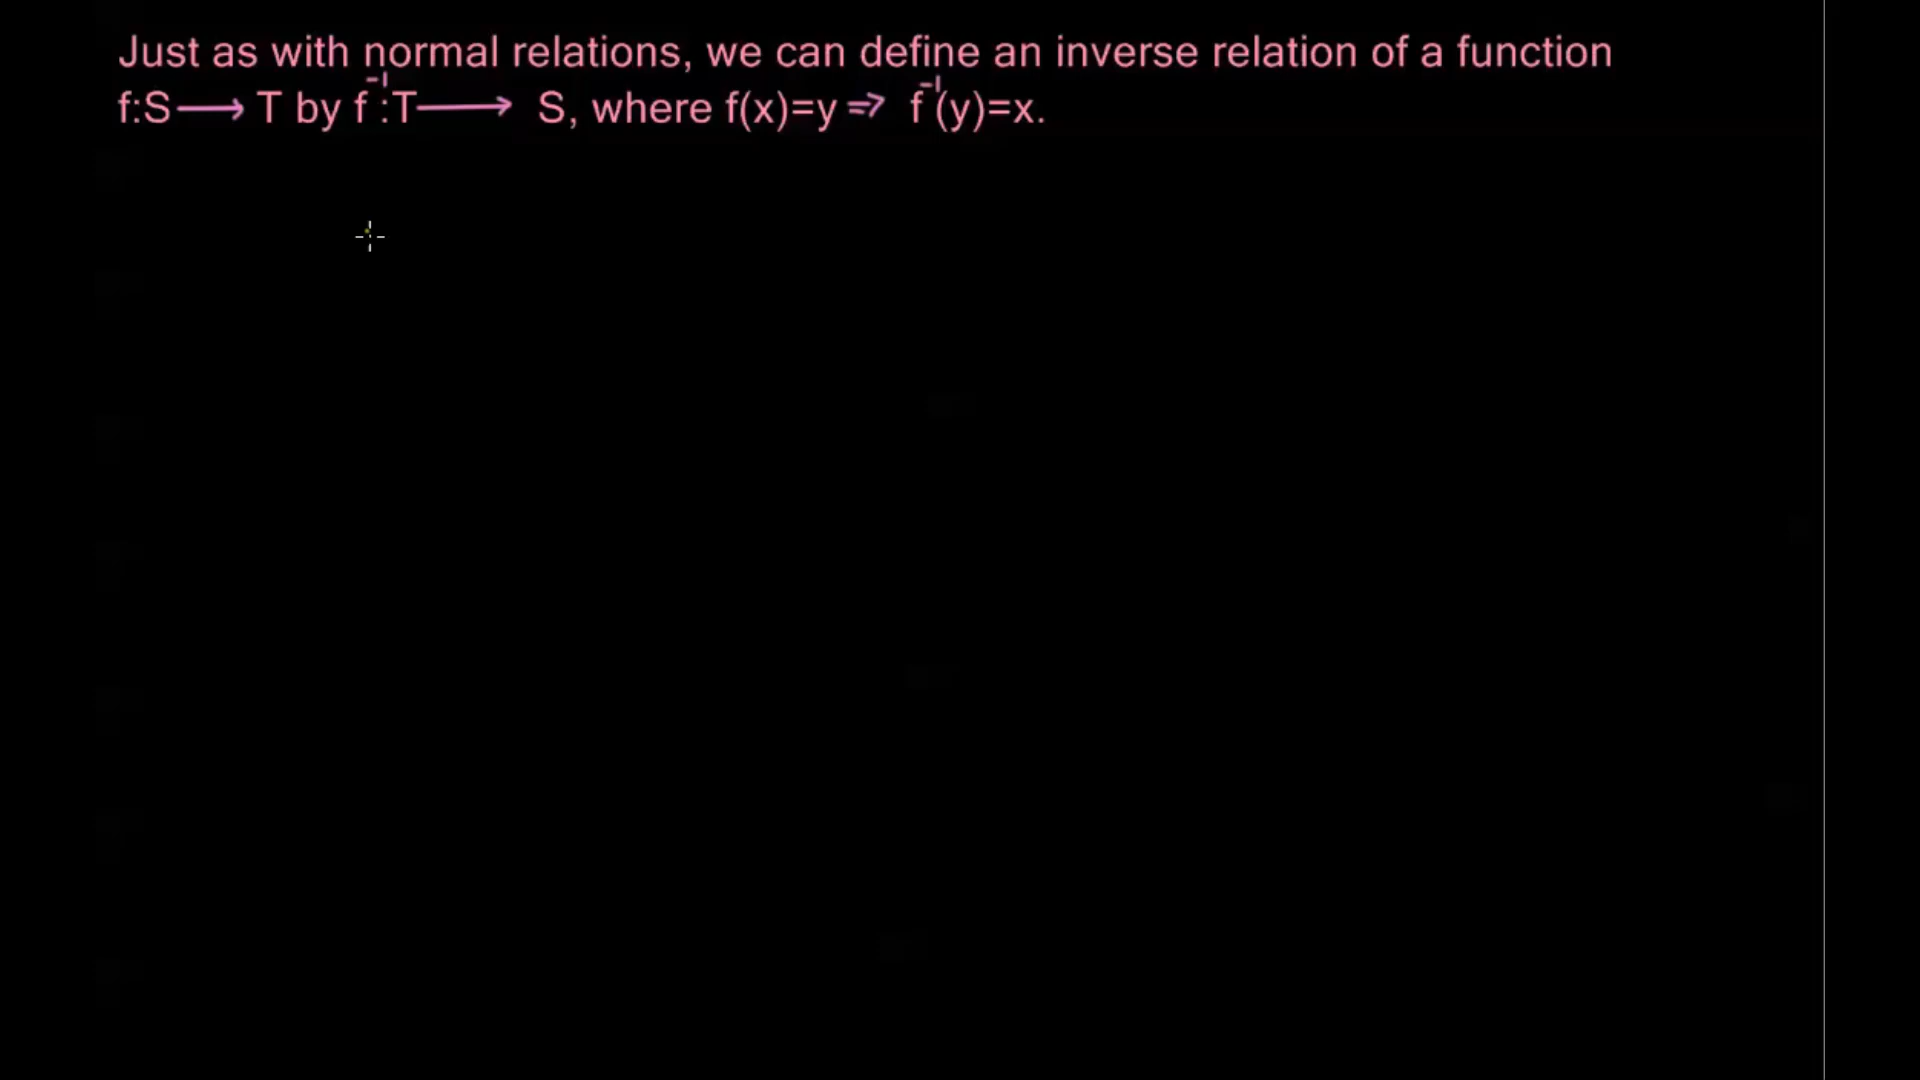 Just as with normal relations, we can define an inverse relation of a function
f:S⟶ T by f⁻¹:T⟶ S, where f(x)=y ⇒ f⁻¹(y)=x.